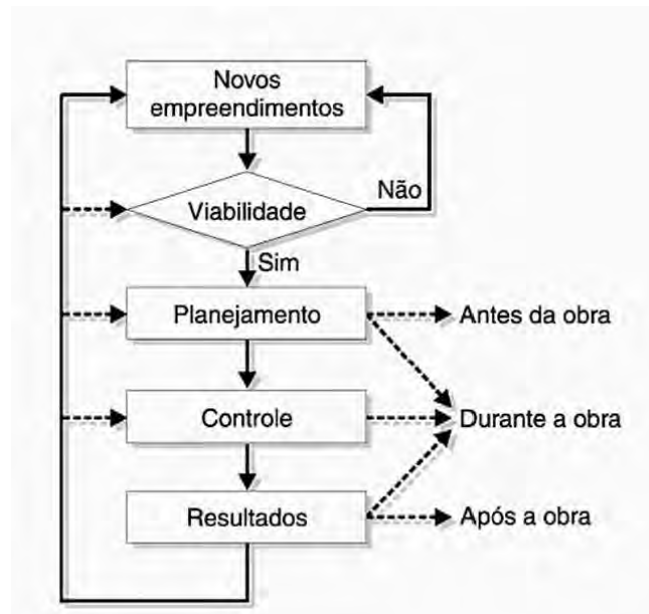 Novos
empreendimentos
Não
Viabilidade
Sim
Planejamento
Antes da obra
Controle
Durante a obra
Resultados
Após a obra